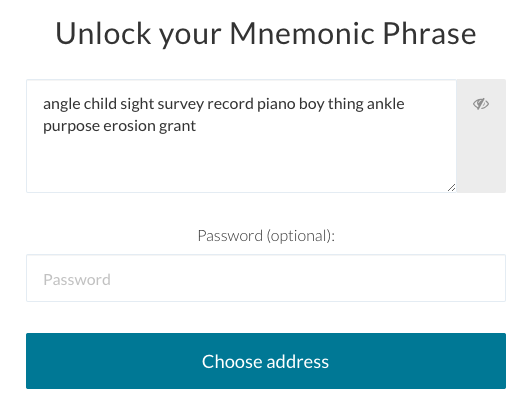 Unlock your Mnemonic Phrase
angle child sight survey record piano boy thing ankle
purpose erosion grant
Password (optional):
Password
Choose address